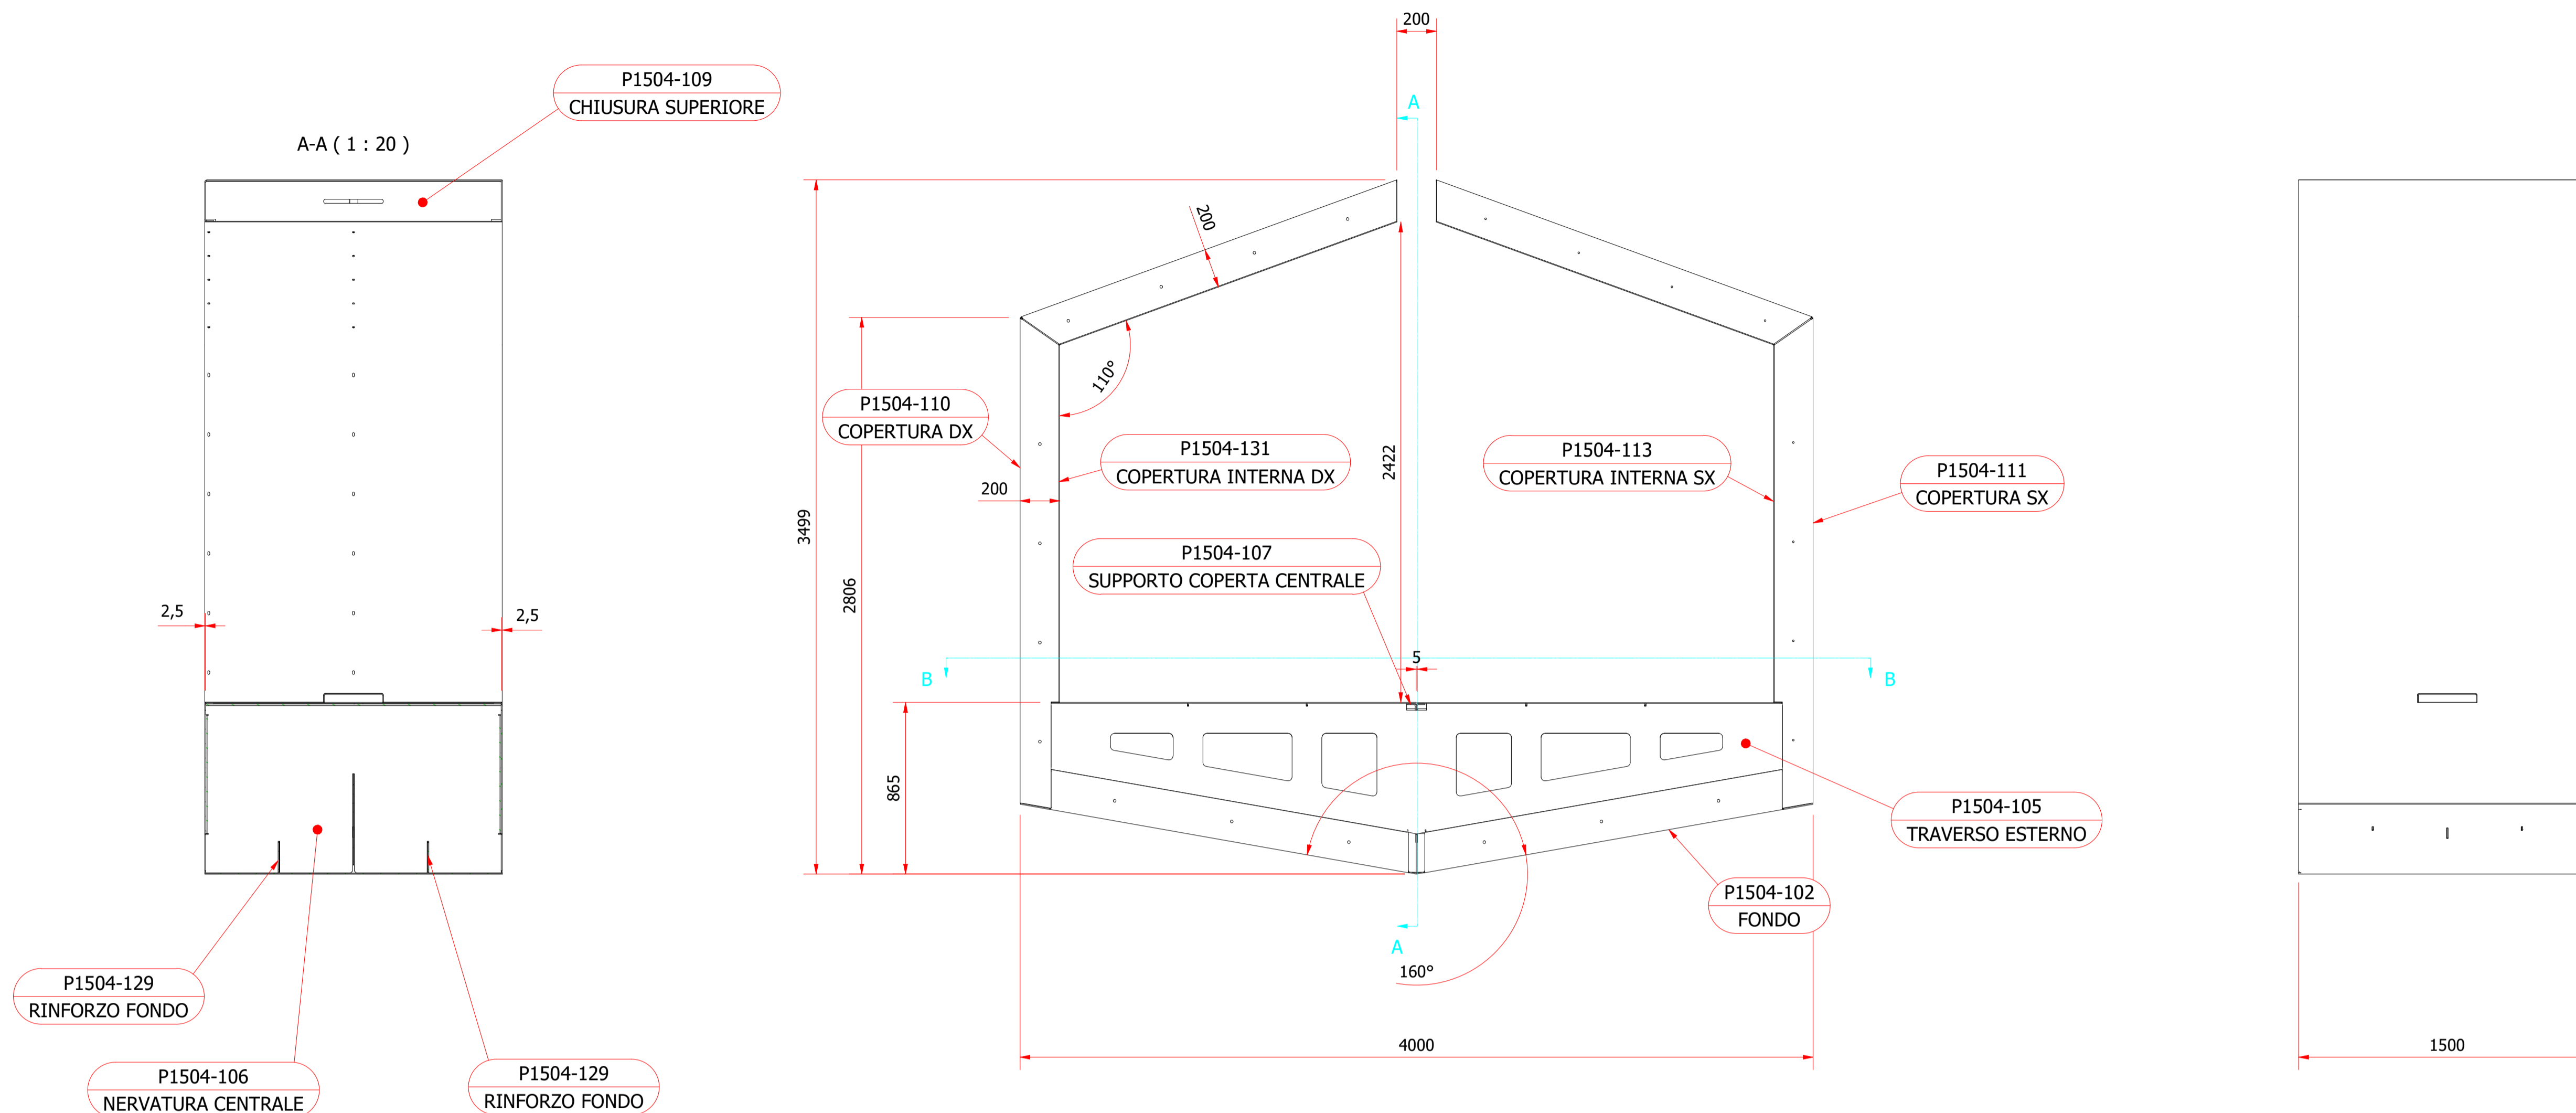 A-A ( 1 : 20 )
P1504-109
CHIUSURA SUPERIORE
2,5
2,5
P1504-129
RINFORZO FONDO
P1504-106
NERVATURA CENTRALE
P1504-129
RINFORZO FONDO
200
A
200
110°
P1504-110
COPERTURA DX
P1504-131
COPERTURA INTERNA DX
P1504-113
COPERTURA INTERNA SX
P1504-111
COPERTURA SX
200
2422
3499
2806
P1504-107
SUPPORTO COPERTA CENTRALE
5
B
B
865
P1504-105
TRAVERSO ESTERNO
P1504-102
FONDO
A
160°
4000
1500